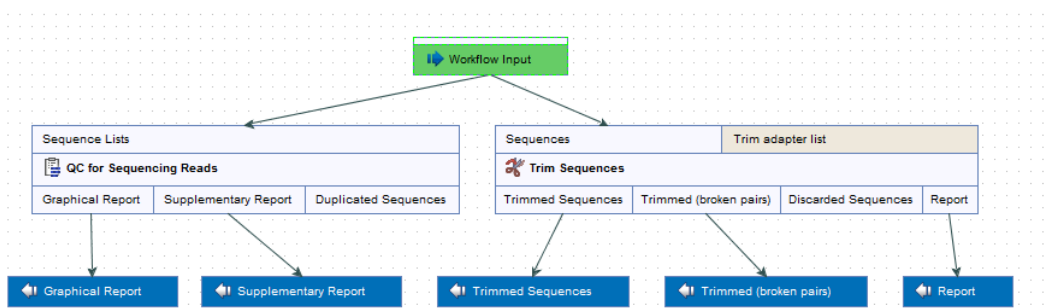 Workflow Input
Sequence Lists
QC for Sequencing Reads
Graphical Report Supplementary Report Duplicated Sequences
Sequences Trim adapter list
Trim Sequences
Trimmed Sequences Trimmed (broken pairs) Discarded Sequences Report
Graphical Report Supplementary Report Trimmed Sequences Trimmed (broken pairs) Report